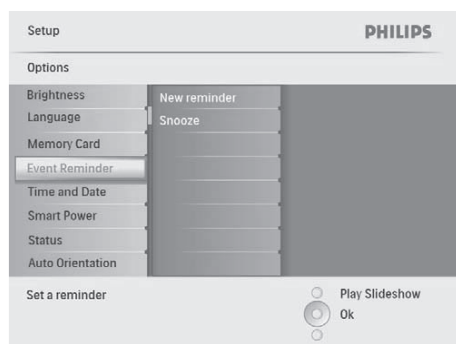 Setup
PHILIPS
Options
Brightness
Language
Memory Card
Event Reminder
Time and Date
Smart Power
Status
Auto Orientation
New reminder
Snooze
Set a reminder
Play Slideshow
Ok